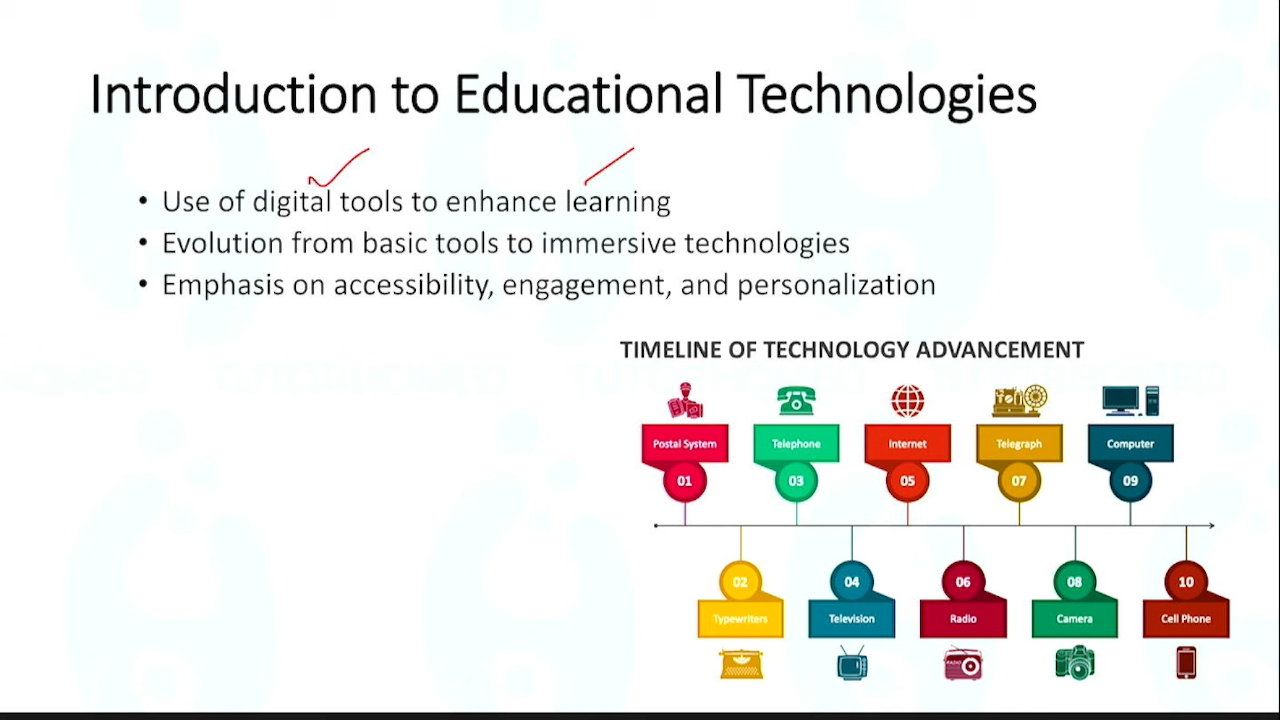 Introduction to Educational Technologies
• Use of digital tools to enhance learning
• Evolution from basic tools to immersive technologies
• Emphasis on accessibility, engagement, and personalization
TIMELINE OF TECHNOLOGY ADVANCEMENT
Postal System
Telephone
Internet
Telegraph
Computer
01
03
05
07
09
02
04
06
08
10
Typewriters
Television
Radio
Camera
Cell Phone
RADIO